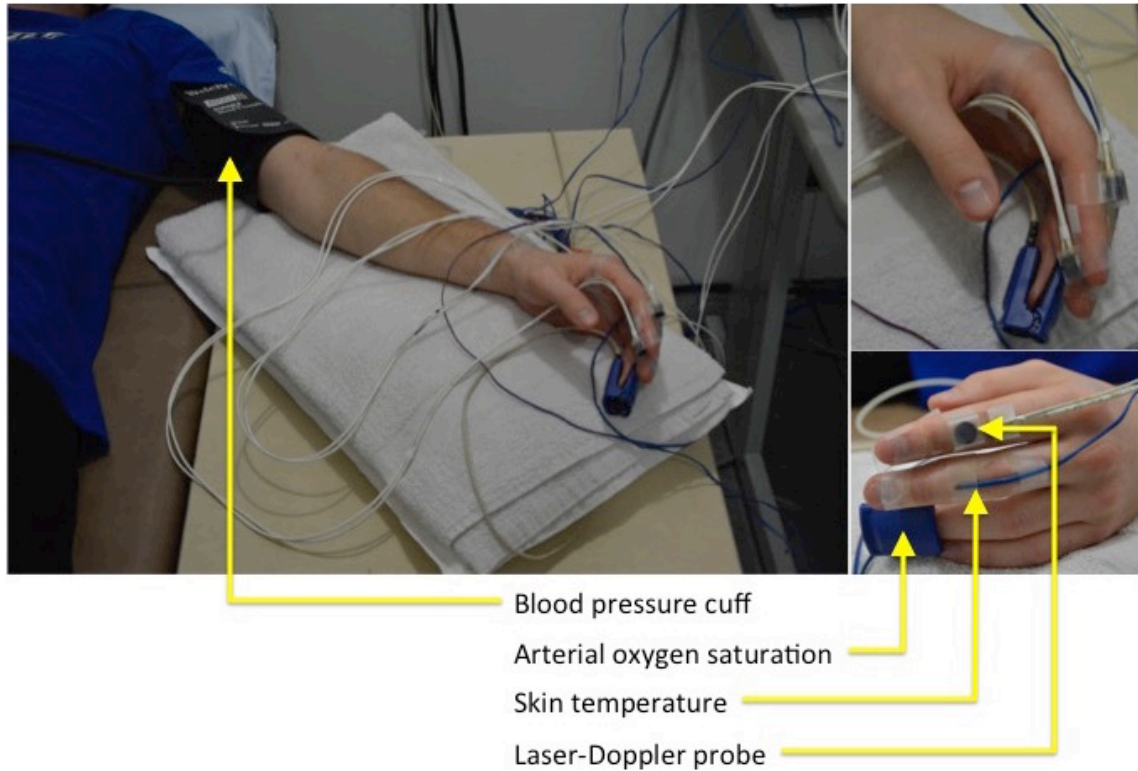 Blood pressure cuff
Arterial oxygen saturation
Skin temperature
Laser-Doppler probe